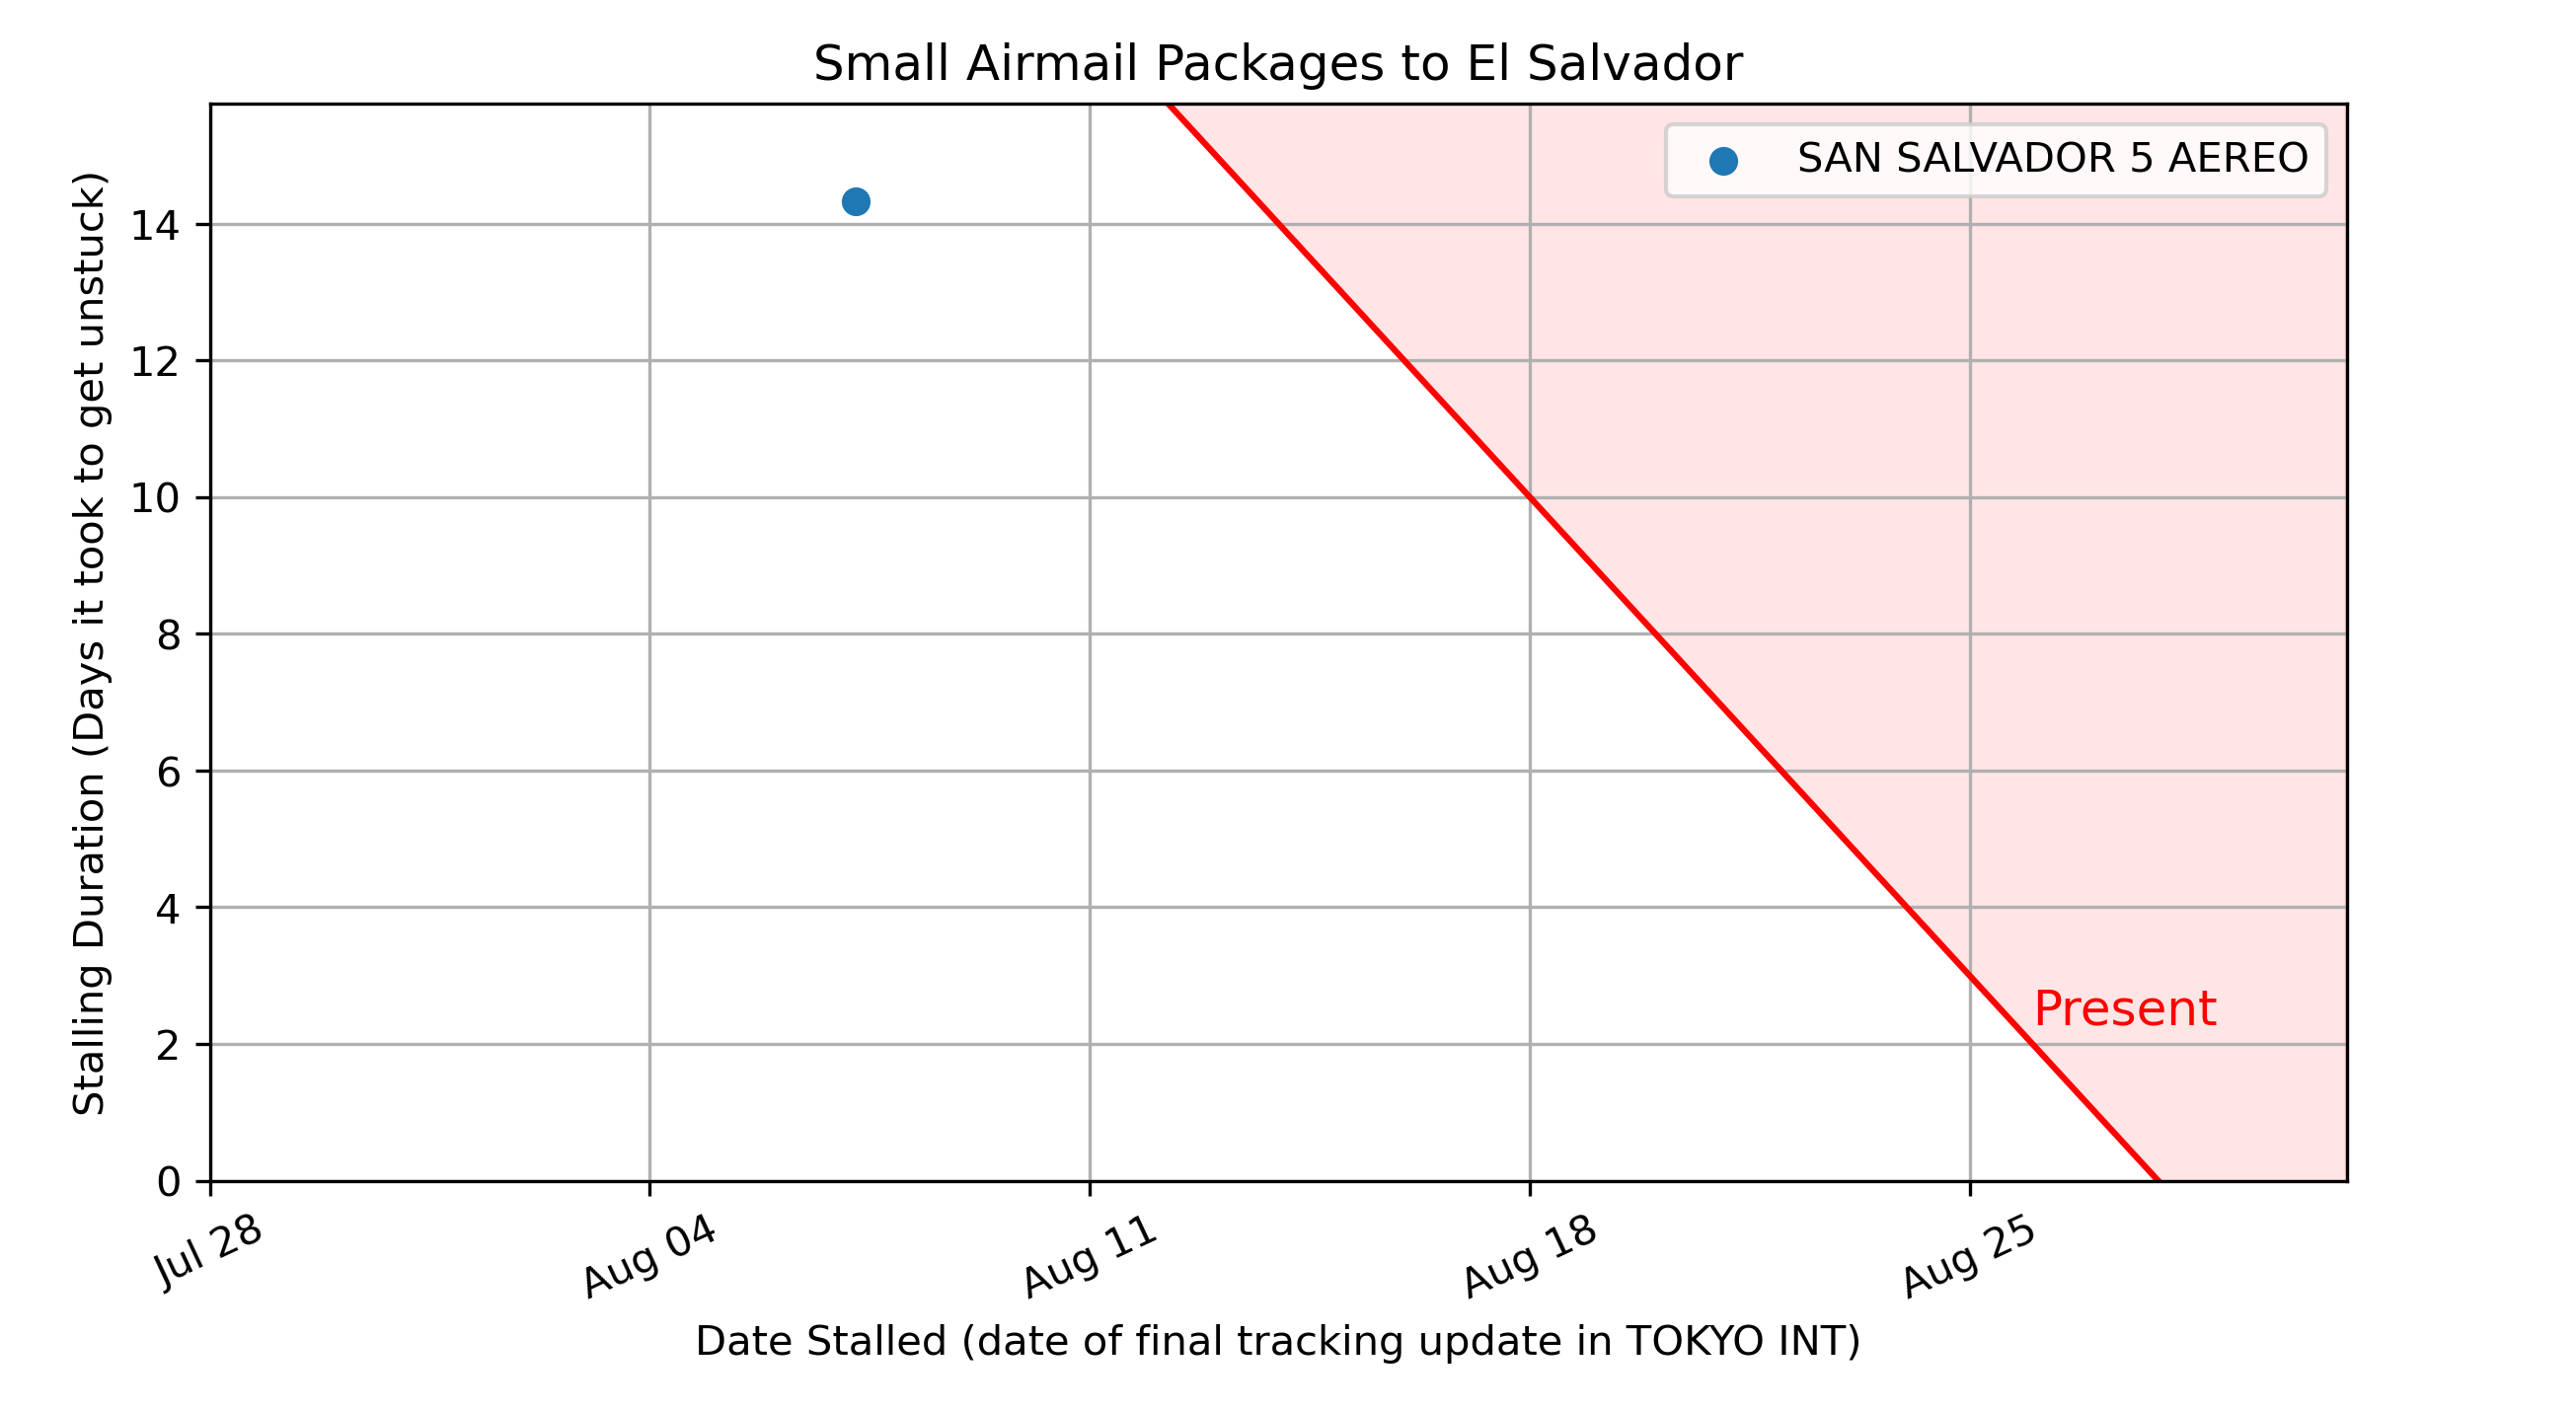 Small Airmail Packages to El Salvador
SAN SALVADOR 5 AEREO
Stalling Duration (Days it took to get unstuck)
14
12
10
8
6
4
2
0
Present
Jul 28
Aug 04
Aug 11
Aug 18
Aug 25
Date Stalled (date of final tracking update in TOKYO INT)